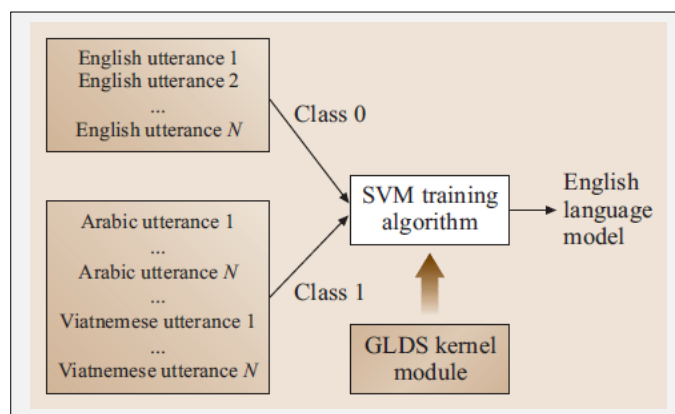 English utterance 1
English utterance 2
...
English utterance N
Class 0
SVM training
algorithm
English
language
model
Arabic utterance 1
...
Arabic utterance N
...
Viatnemese utterance 1
...
Viatnemese utterance N
Class 1
GLDS kernel
module